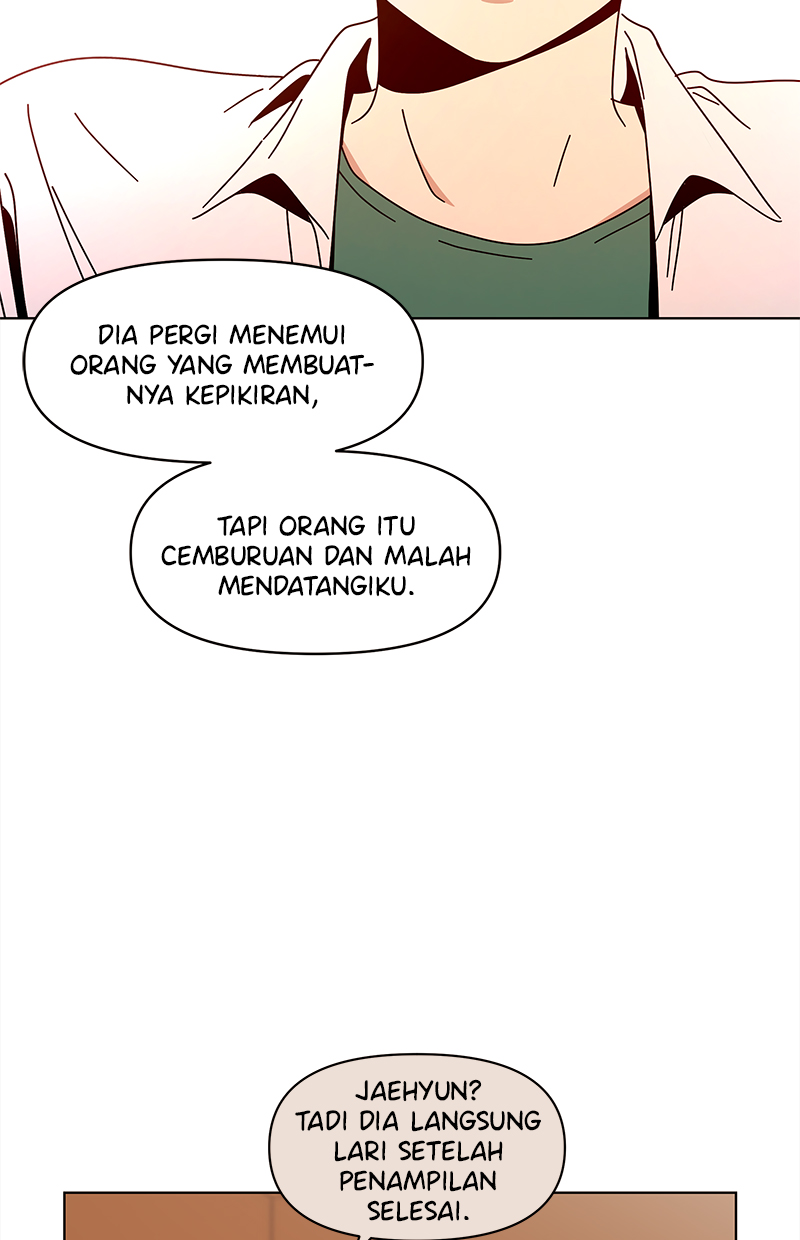 DIA PERGI MENEMUI
ORANG YANG MEMBUAT-
NYA KEPIKIRAN,
TAPI ORANG ITU
CEMBURUAN DAN MALAH
MENDATANGIKU.
JAEHYUN?
TADI DIA LANGSUNG
LARI SETELAH
PENAMPILAN
SELESAI.